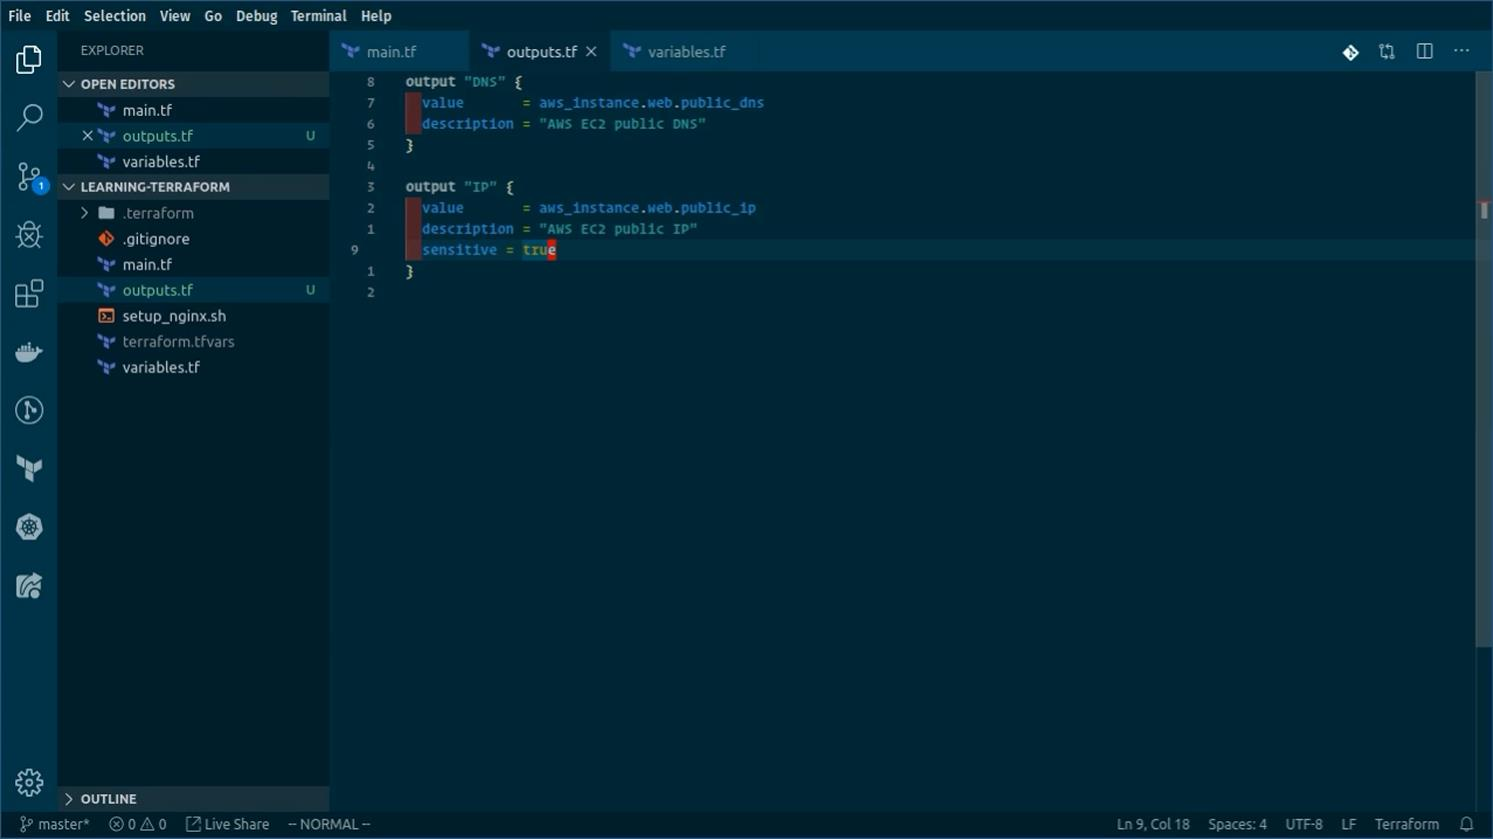 File Edit Selection View Go Debug Terminal Help
EXPLORER
OPEN EDITORS
main.tf
outputs.tf U
variables.tf
LEARNING-TERRAFORM
.terraform
.gitignore
main.tf
outputs.tf U
setup_nginx.sh
terraform.tfvars
variables.tf
OUTLINE
1
main.tf outputs.tf variables.tf
8 output "DNS" {
7 value = aws_instance.web.public_dns
6 description = "AWS EC2 public DNS"
5 }
4
3 output "IP" {
2 value = aws_instance.web.public_ip
1 description = "AWS EC2 public IP"
9 sensitive = true
1 }
2
master* 0 0 Live Share -- NORMAL -- Ln 9, Col 18 Spaces: 4 UTF-8 LF Terraform